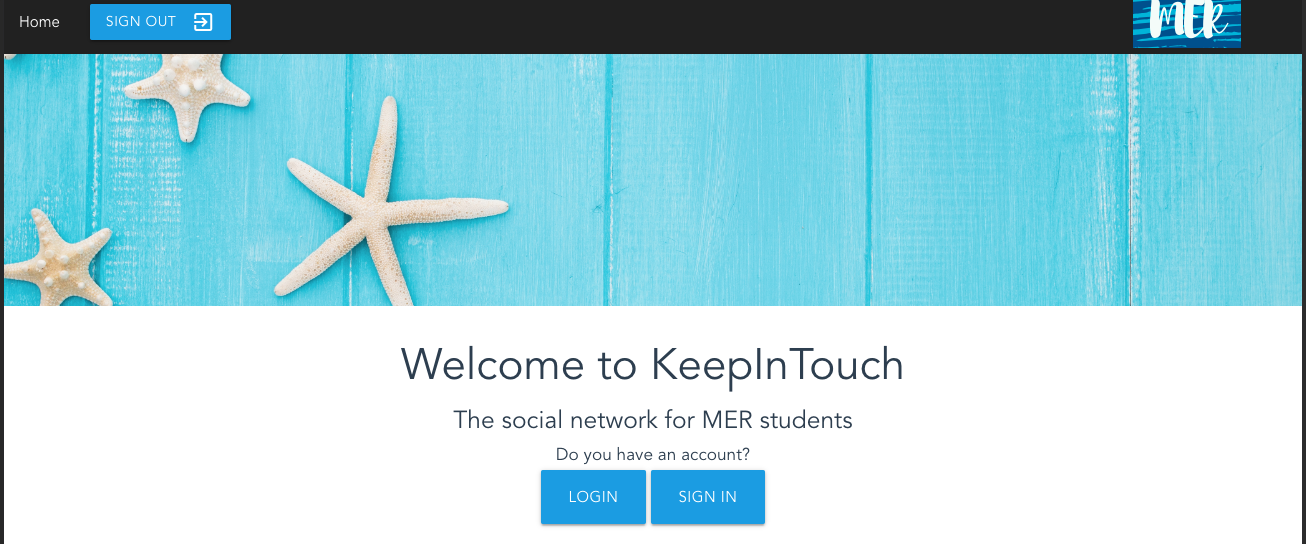 Home
SIGN OUT
MER
Welcome to KeepInTouch
The social network for MER students
Do you have an account?
LOGIN
SIGN IN